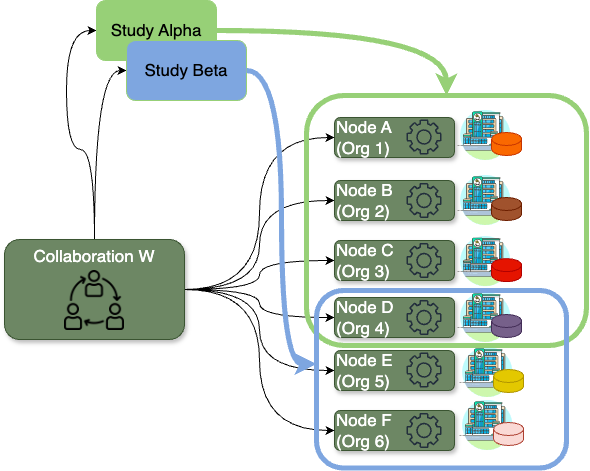 Study Alpha
Study Beta
Node A
(Org 1)
Node B
(Org 2)
Collaboration W
Node C
(Org 3)
Node D
(Org 4)
Node E
(Org 5)
Node F
(Org 6)